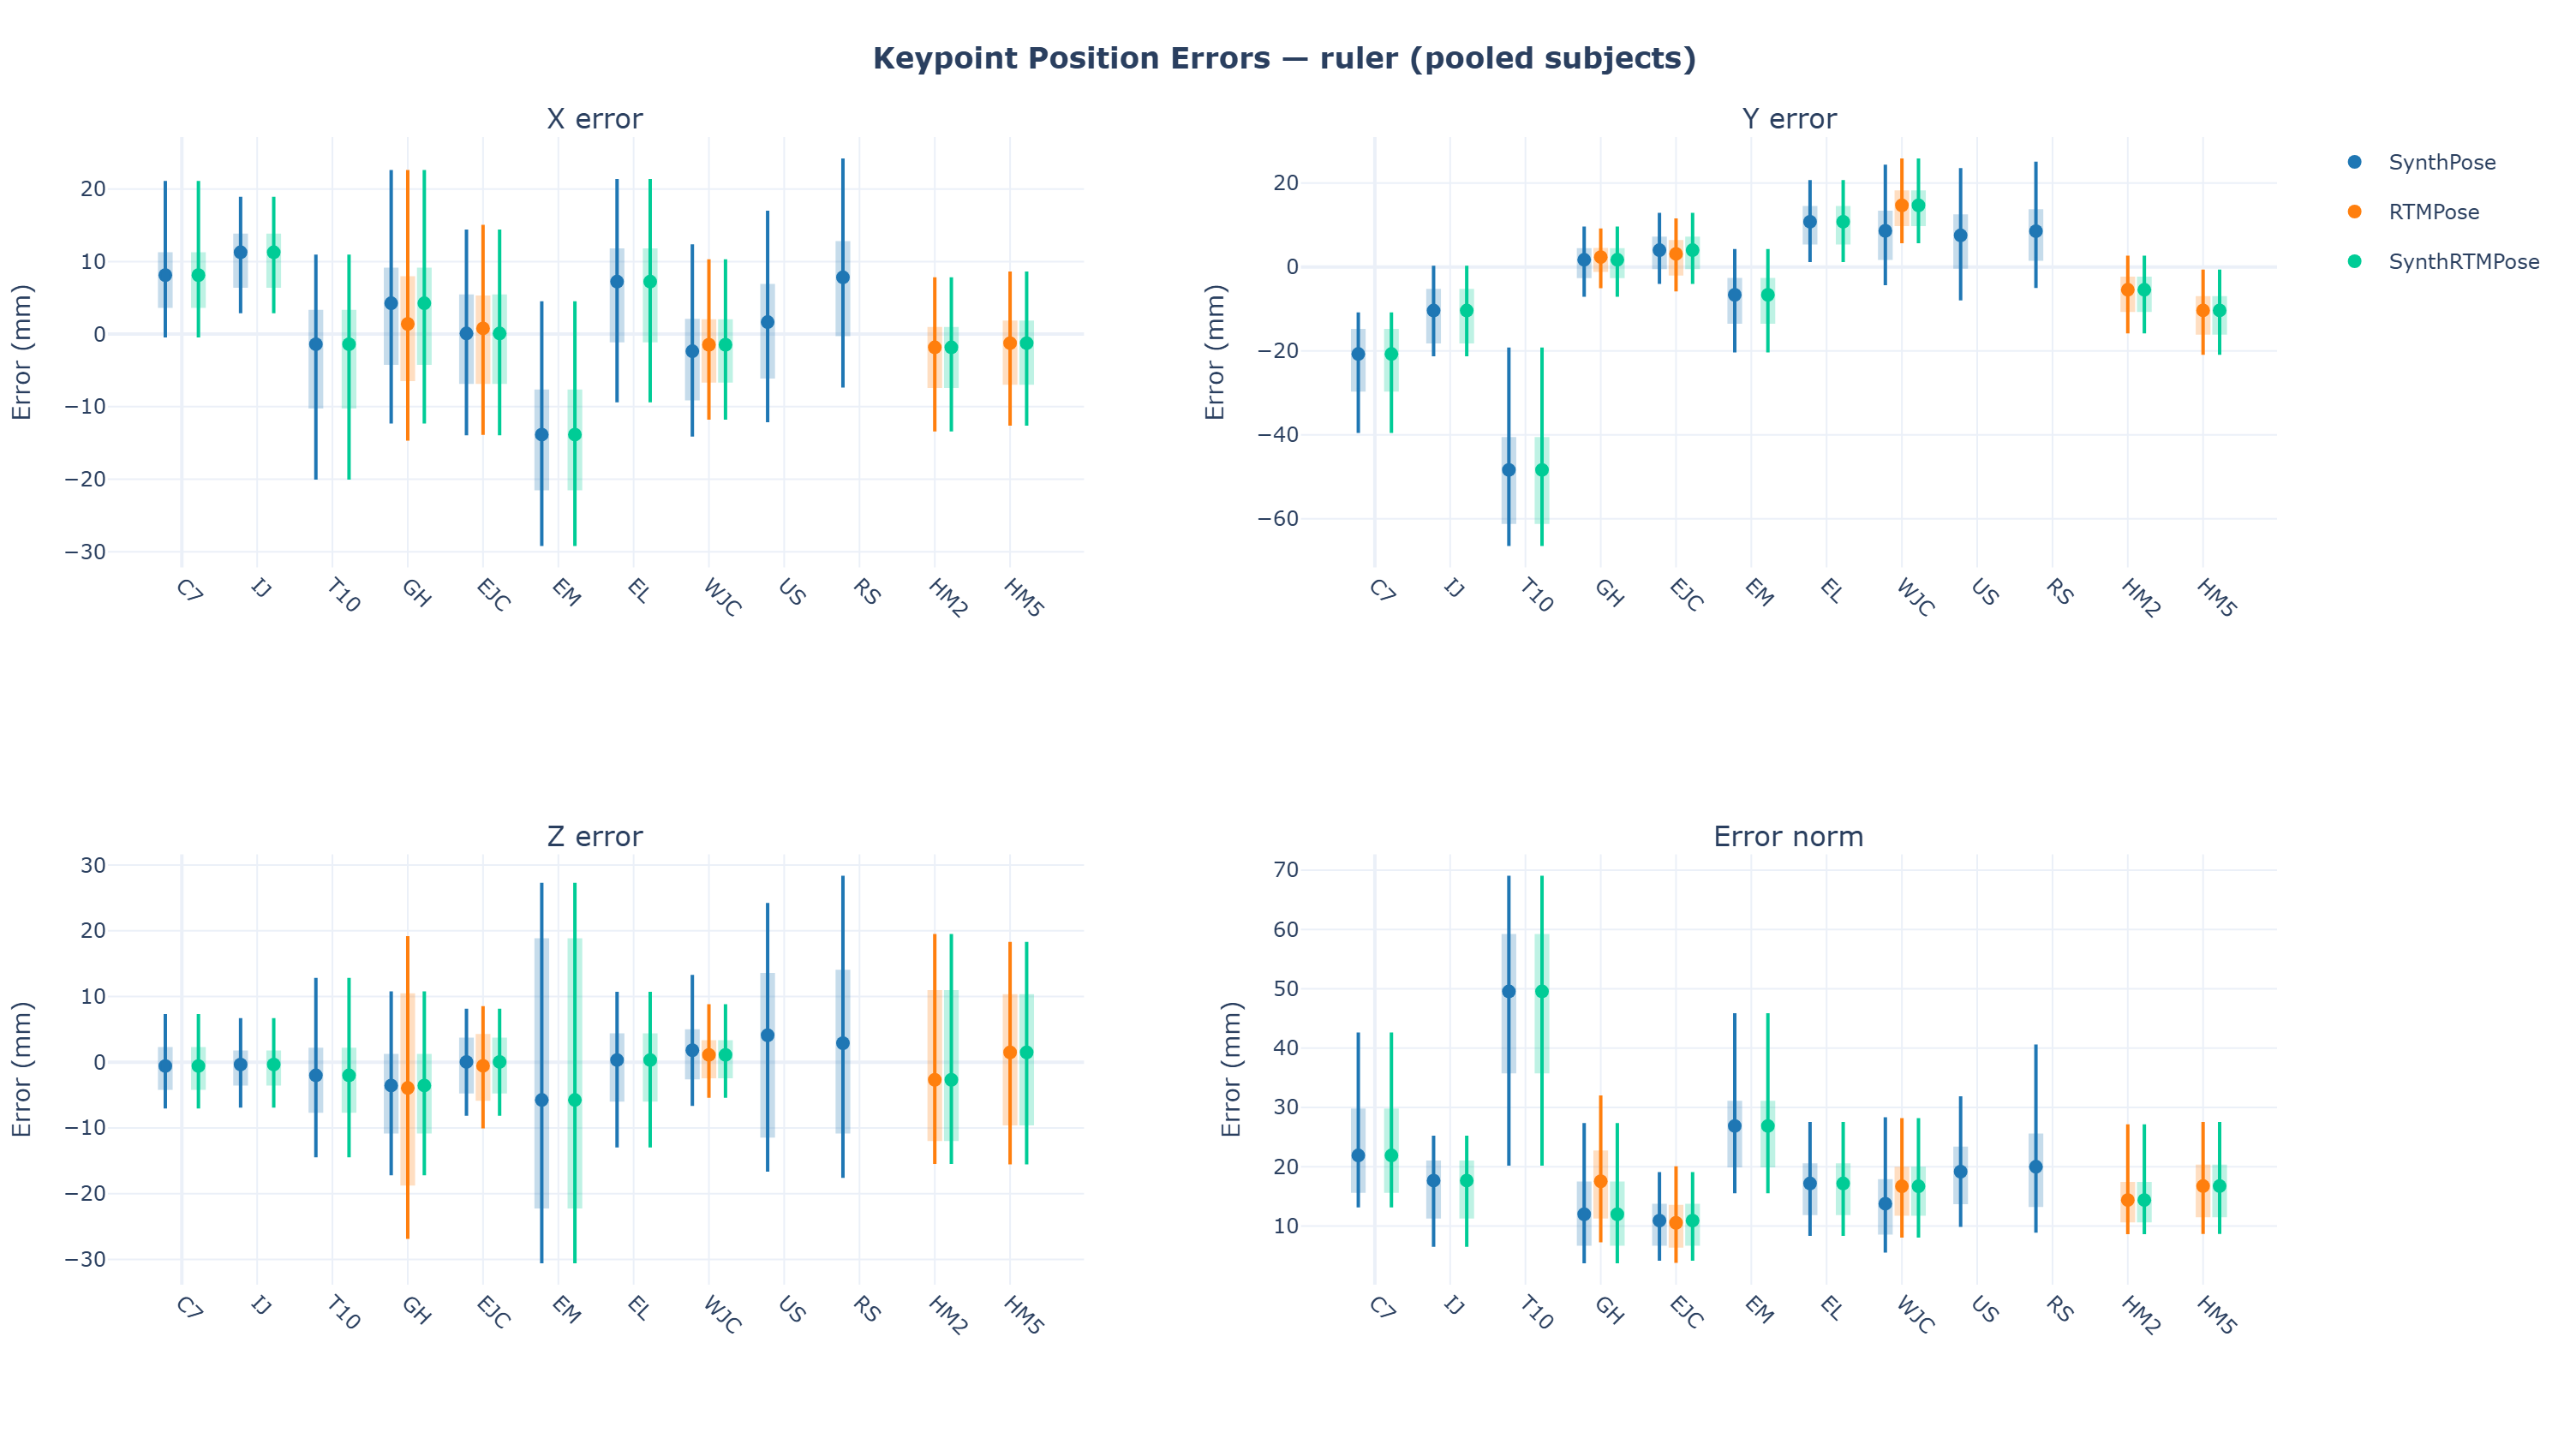 Keypoint Position Errors — ruler (pooled subjects)
X error
Error (mm)
20
10
0
−10
−20
−30
C7 IJ T10 GH EJC EM EL WJC US RS HM2 HM5
Y error
Error (mm)
20
0
−20
−40
−60
C7 IJ T10 GH EJC EM EL WJC US RS HM2 HM5
SynthPose
RTMPose
SynthRTMPose
Z error
Error (mm)
30
20
10
0
−10
−20
−30
C7 IJ T10 GH EJC EM EL WJC US RS HM2 HM5
Error norm
Error (mm)
70
60
50
40
30
20
10
C7 IJ T10 GH EJC EM EL WJC US RS HM2 HM5